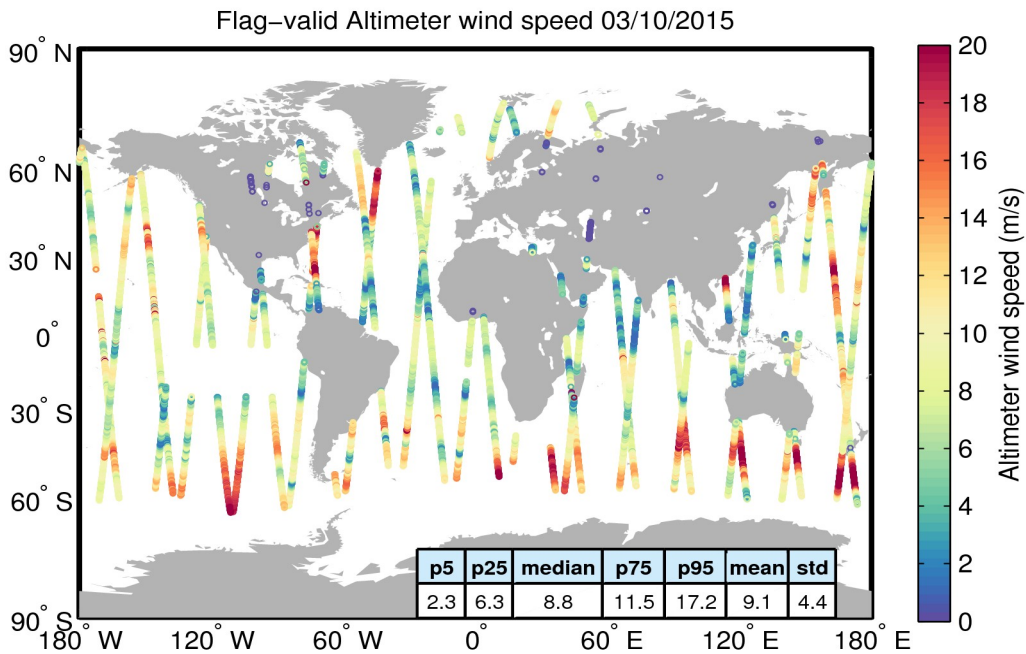 Flag−valid Altimeter wind speed 03/10/2015
90° N
60° N
30° N
0°
30° S
60° S
90° S
180° W
120° W
60° W
0°
60° E
120° E
180° E
p5 p25 median p75 p95 mean std
2.3 6.3 8.8 11.5 17.2 9.1 4.4
20
18
16
14
12
10
8
6
4
2
0
Altimeter wind speed (m/s)